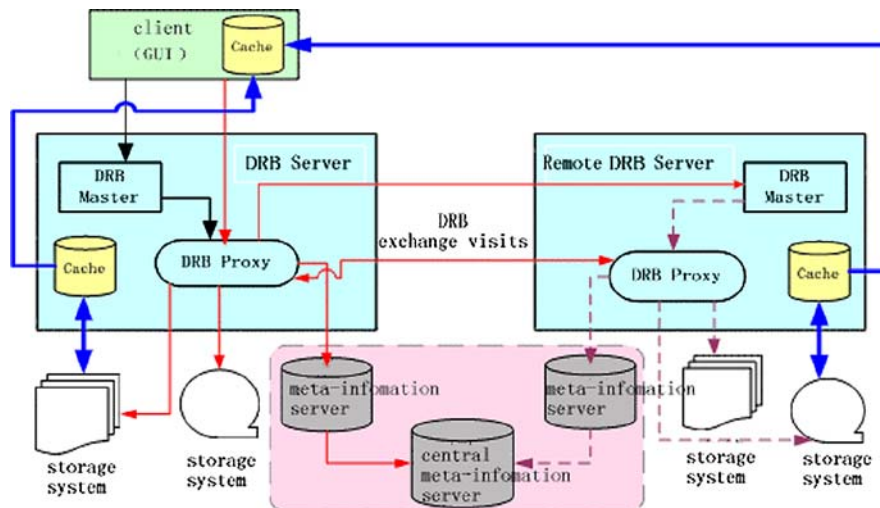 client
(GUI)
Cache
DRB Server
DRB
Master
Cache
DRB Proxy
DRB
exchange visits
Remote DRB Server
DRB
Master
DRB Proxy
Cache
meta-infomation
server
meta-infomation
server
central
meta-infomation
server
storage
system
storage
system
storage
system
storage
system